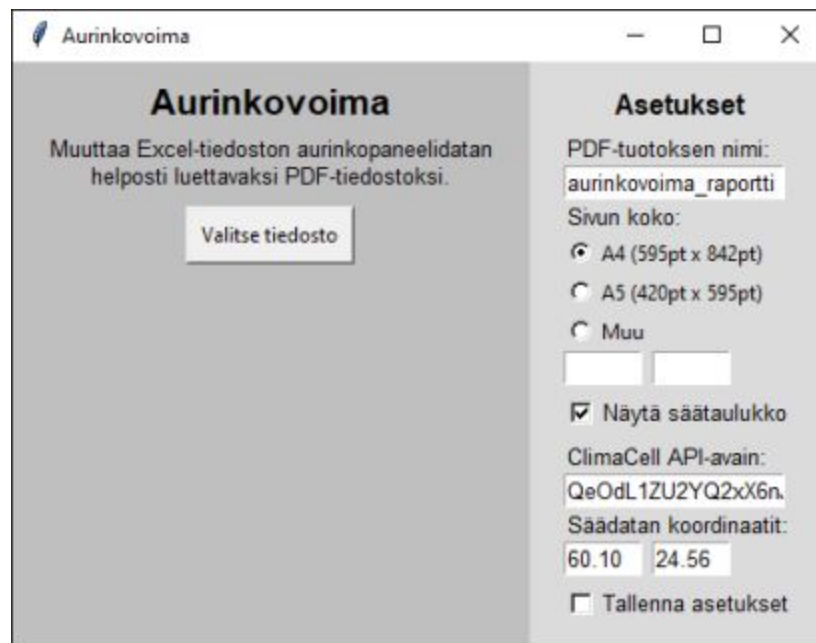 Aurinkovoima
Aurinkovoima
Muuttaa Excel-tiedoston aurinkopaneelidatan
helposti luettavaksi PDF-tiedostoksi.
Valitse tiedosto
Asetukset
PDF-tuotoksen nimi:
aurinkovoima_raportti
Sivun koko:
A4 (595pt x 842pt)
A5 (420pt x 595pt)
Muu
Näytä säätaulukko
ClimaCell API-avain:
QeOdL1ZU2YQ2xX6n
Säädatan koordinaatit:
60.10 24.56
Tallenna asetukset